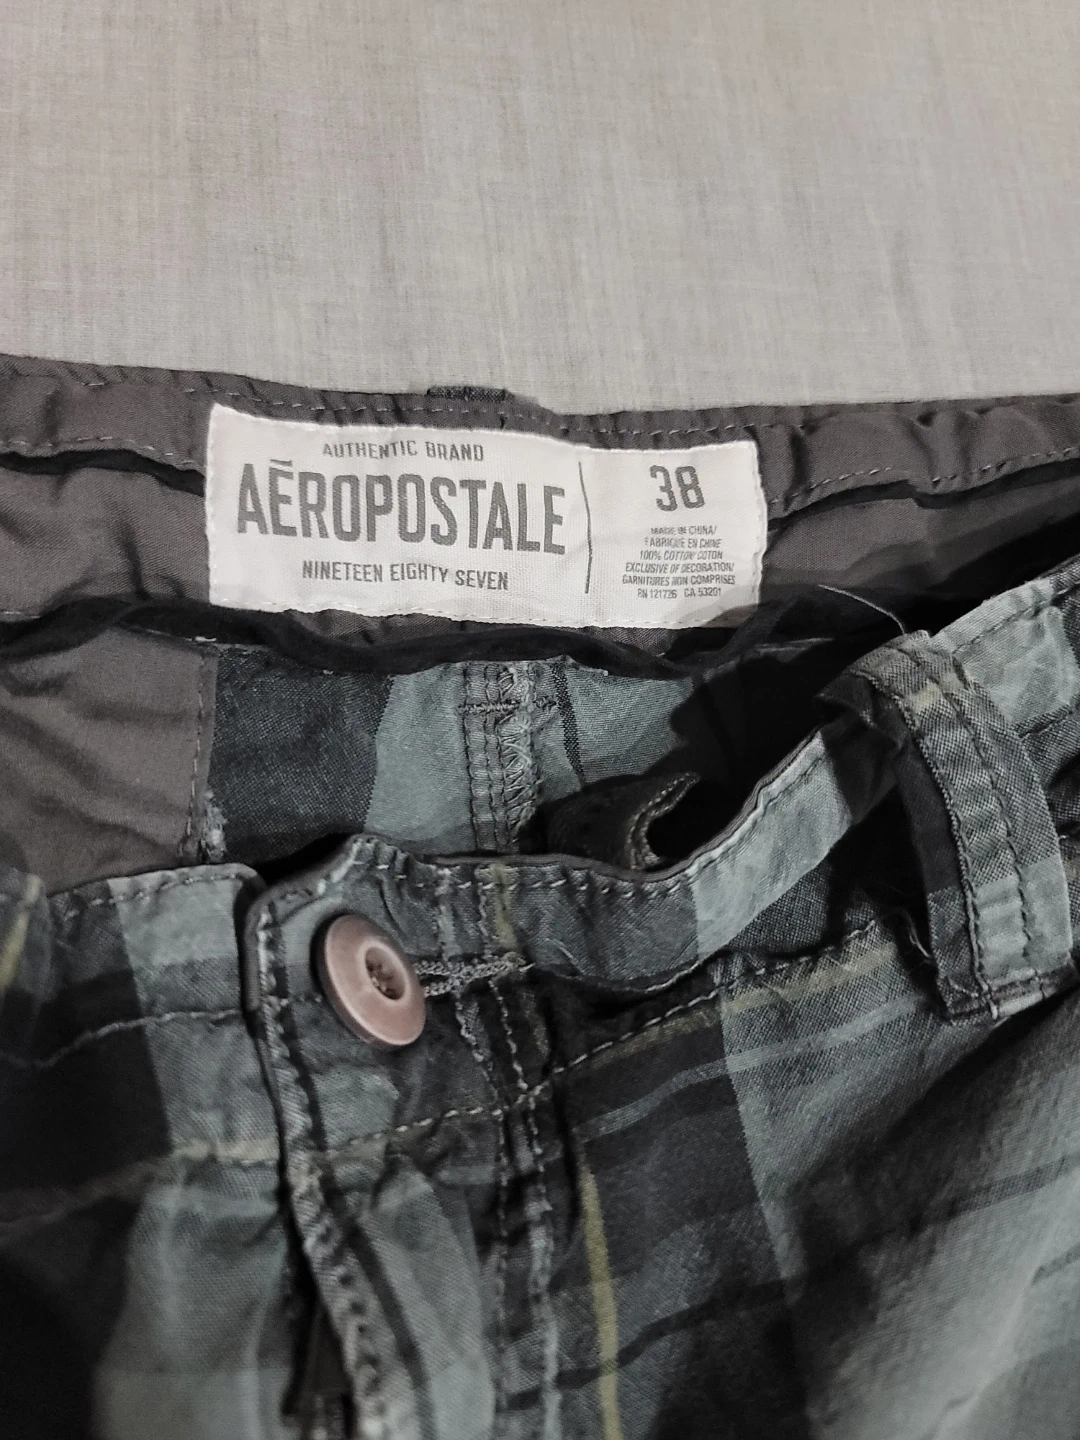 AUTHENTIC BRAND
AĒROPOSTALE
NINETEEN EIGHTY SEVEN
38
MADE IN CHINA/
FABRIQUÉ EN CHINE
100% COTTON/COTON
EXCLUSIVE OF DECORATION/
GARNITURES NON COMPRISES
RN 121726 CA 53201